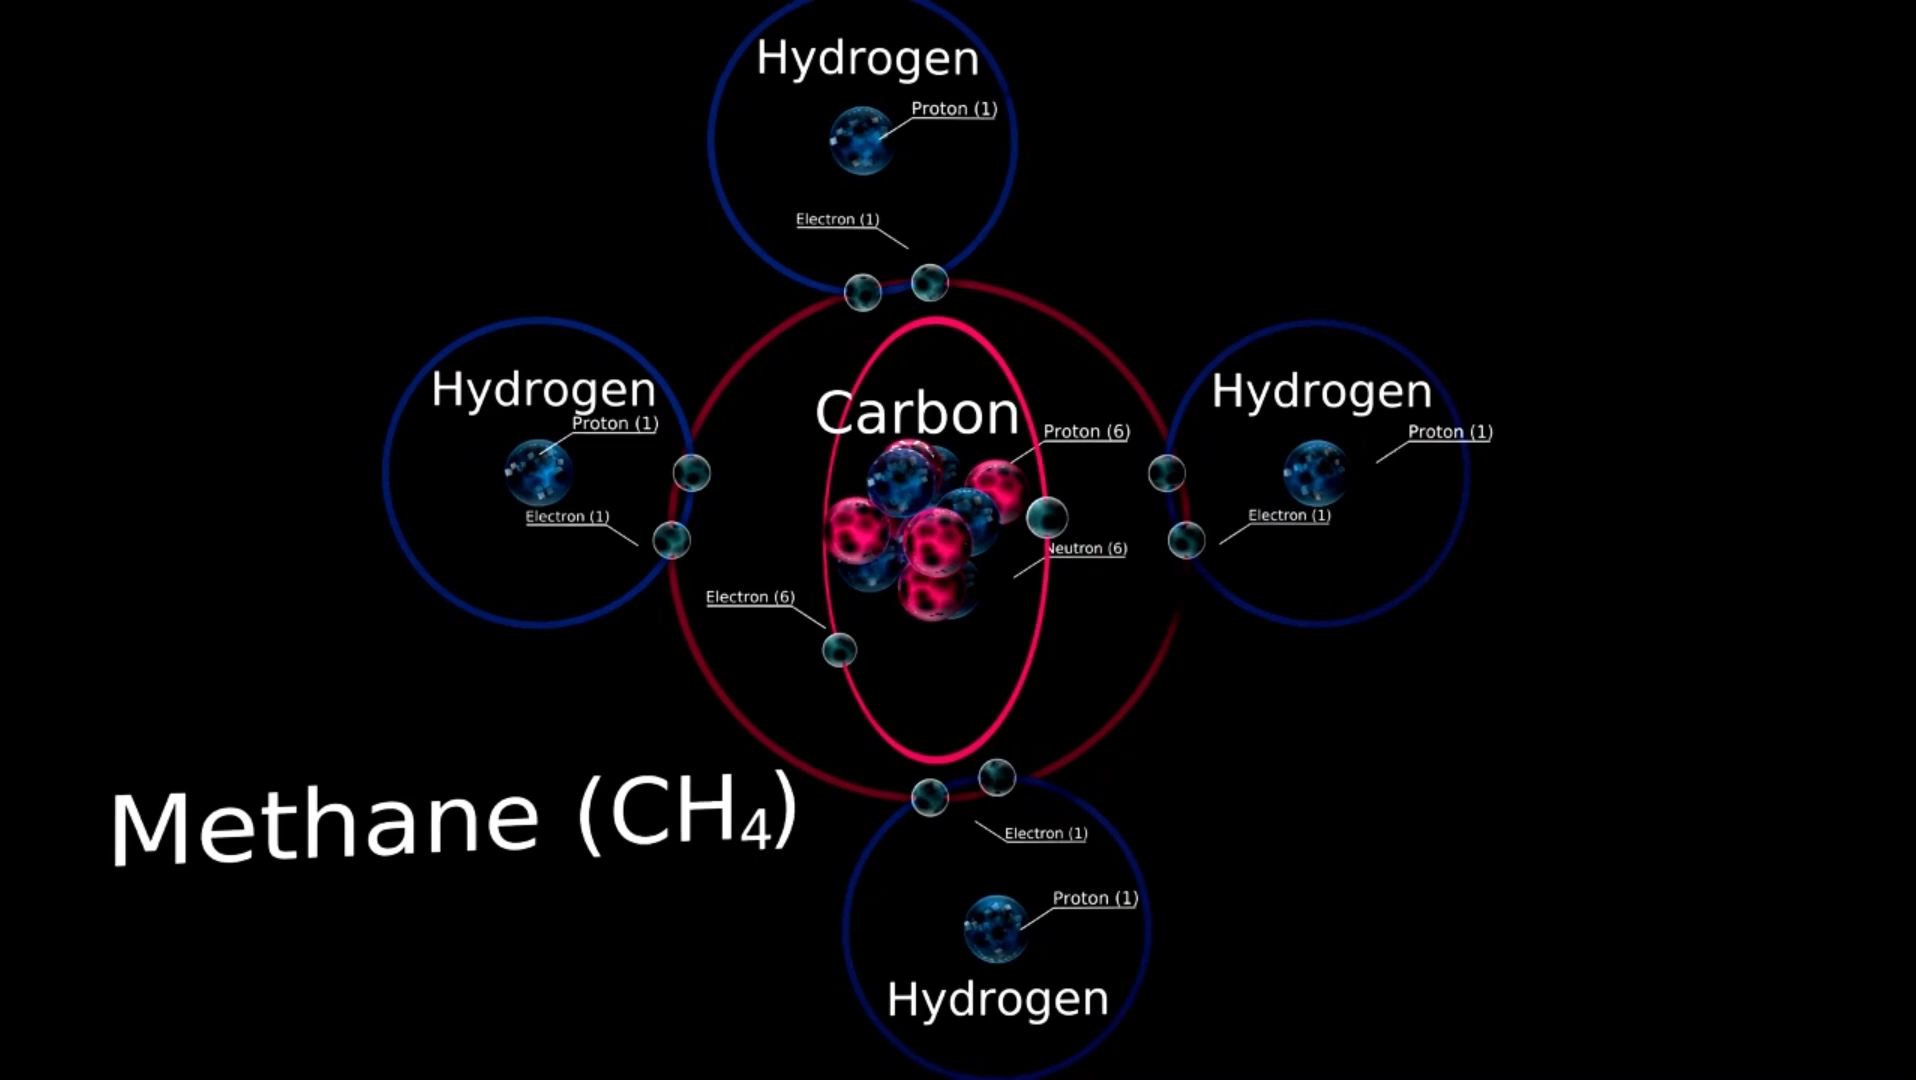 Hydrogen
Proton (1)
Electron (1)
Hydrogen
Proton (1)
Electron (1)
Carbon
Proton (6)
Neutron (6)
Electron (6)
Hydrogen
Proton (1)
Electron (1)
Methane (CH₄)
Electron (1)
Proton (1)
Hydrogen